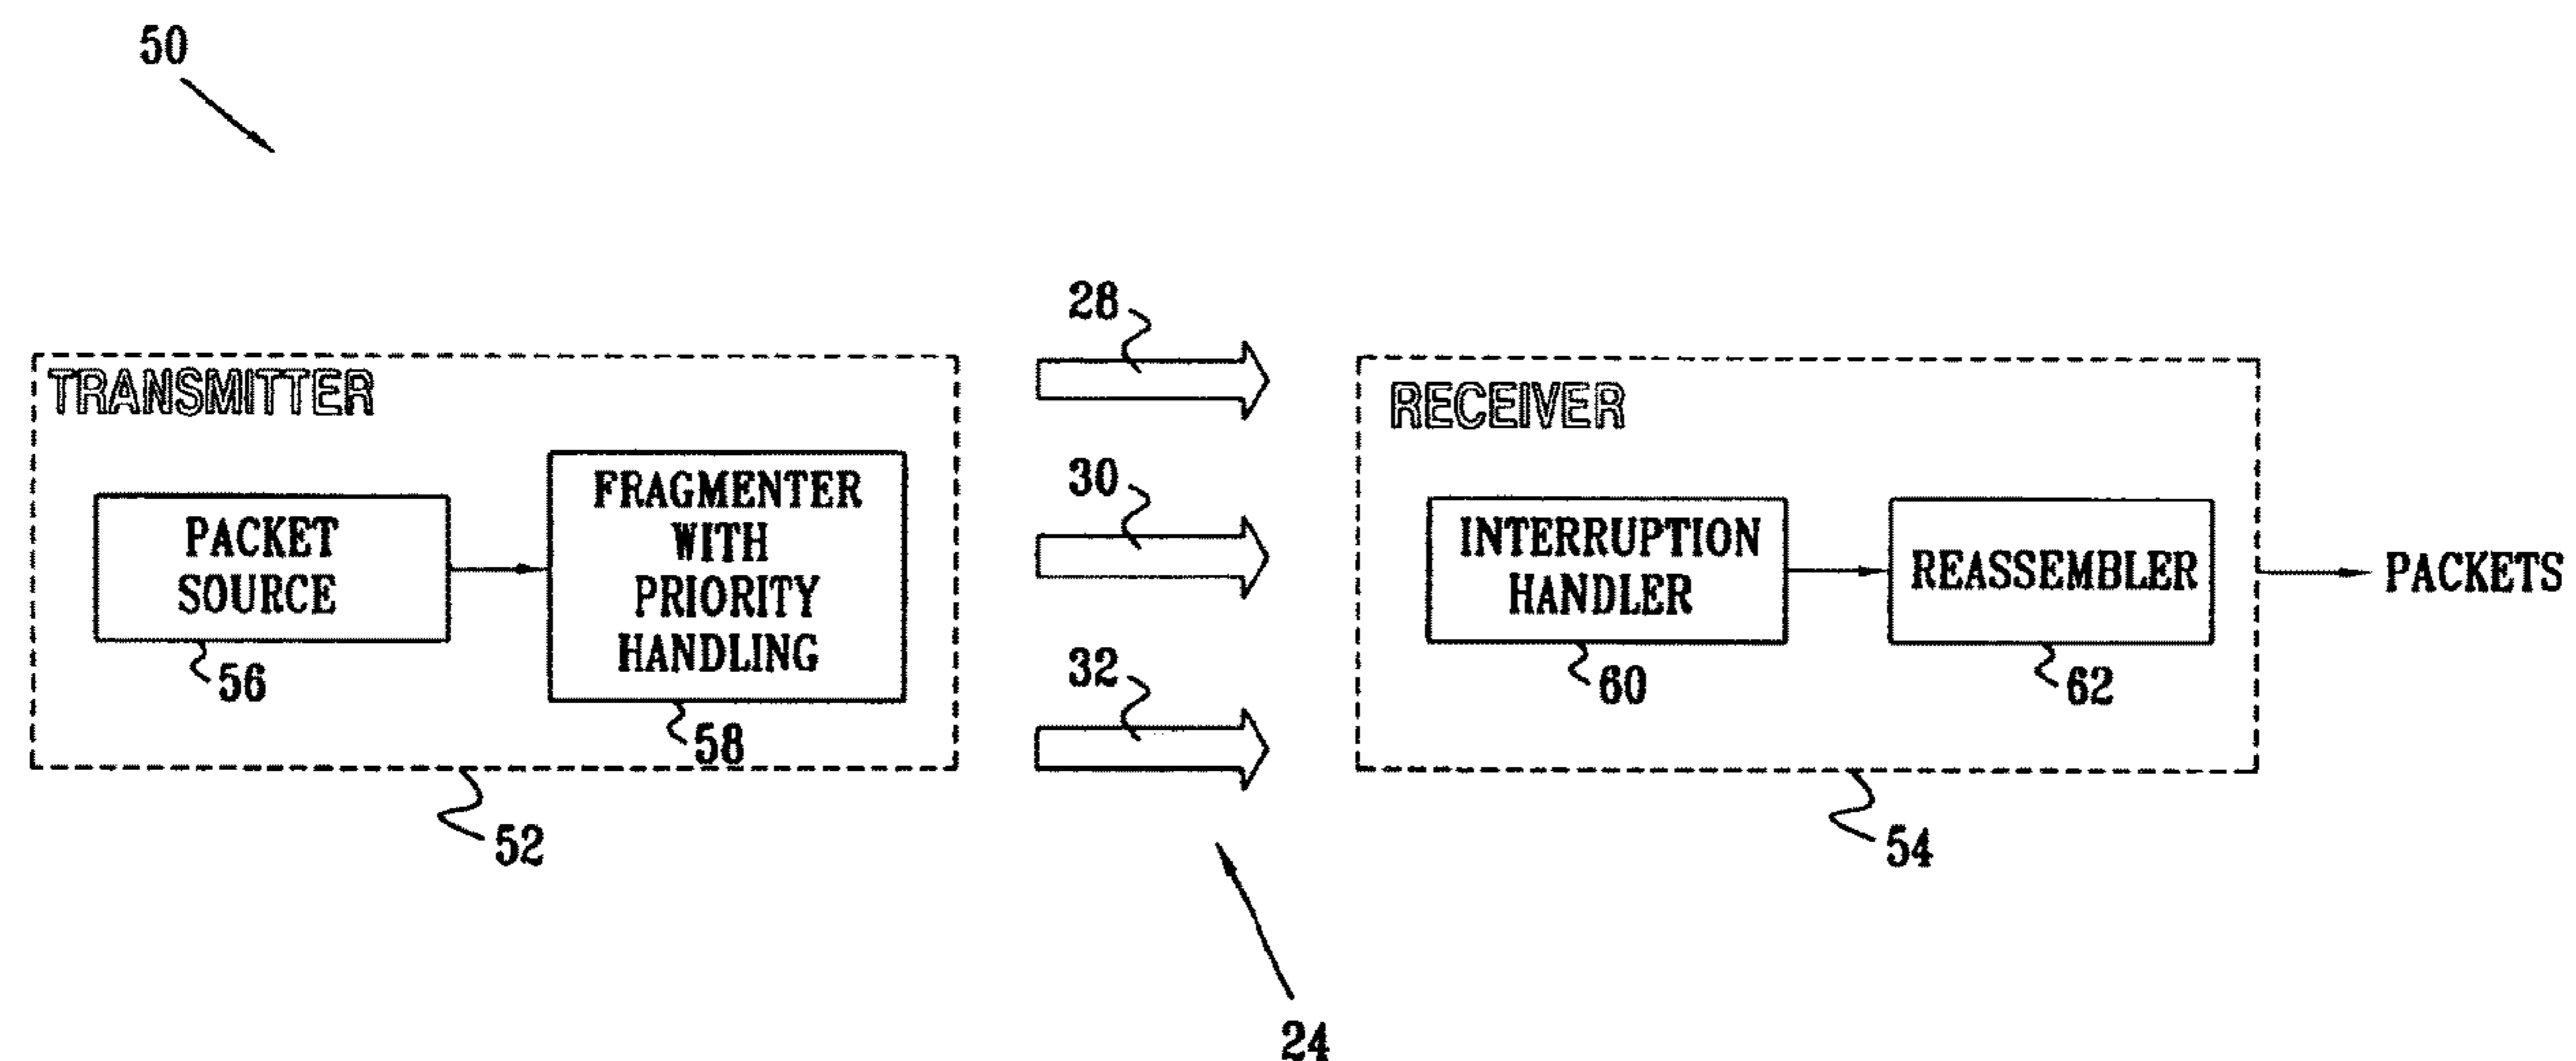 50
28
TRANSMITTER
RECEIVER
30
FRAGMENTER
WITH
PRIORITY
HANDLING
PACKET
SOURCE
INTERRUPTION
HANDLER
REASSEMBLER
PACKETS
32
56
58
60
62
52
54
24